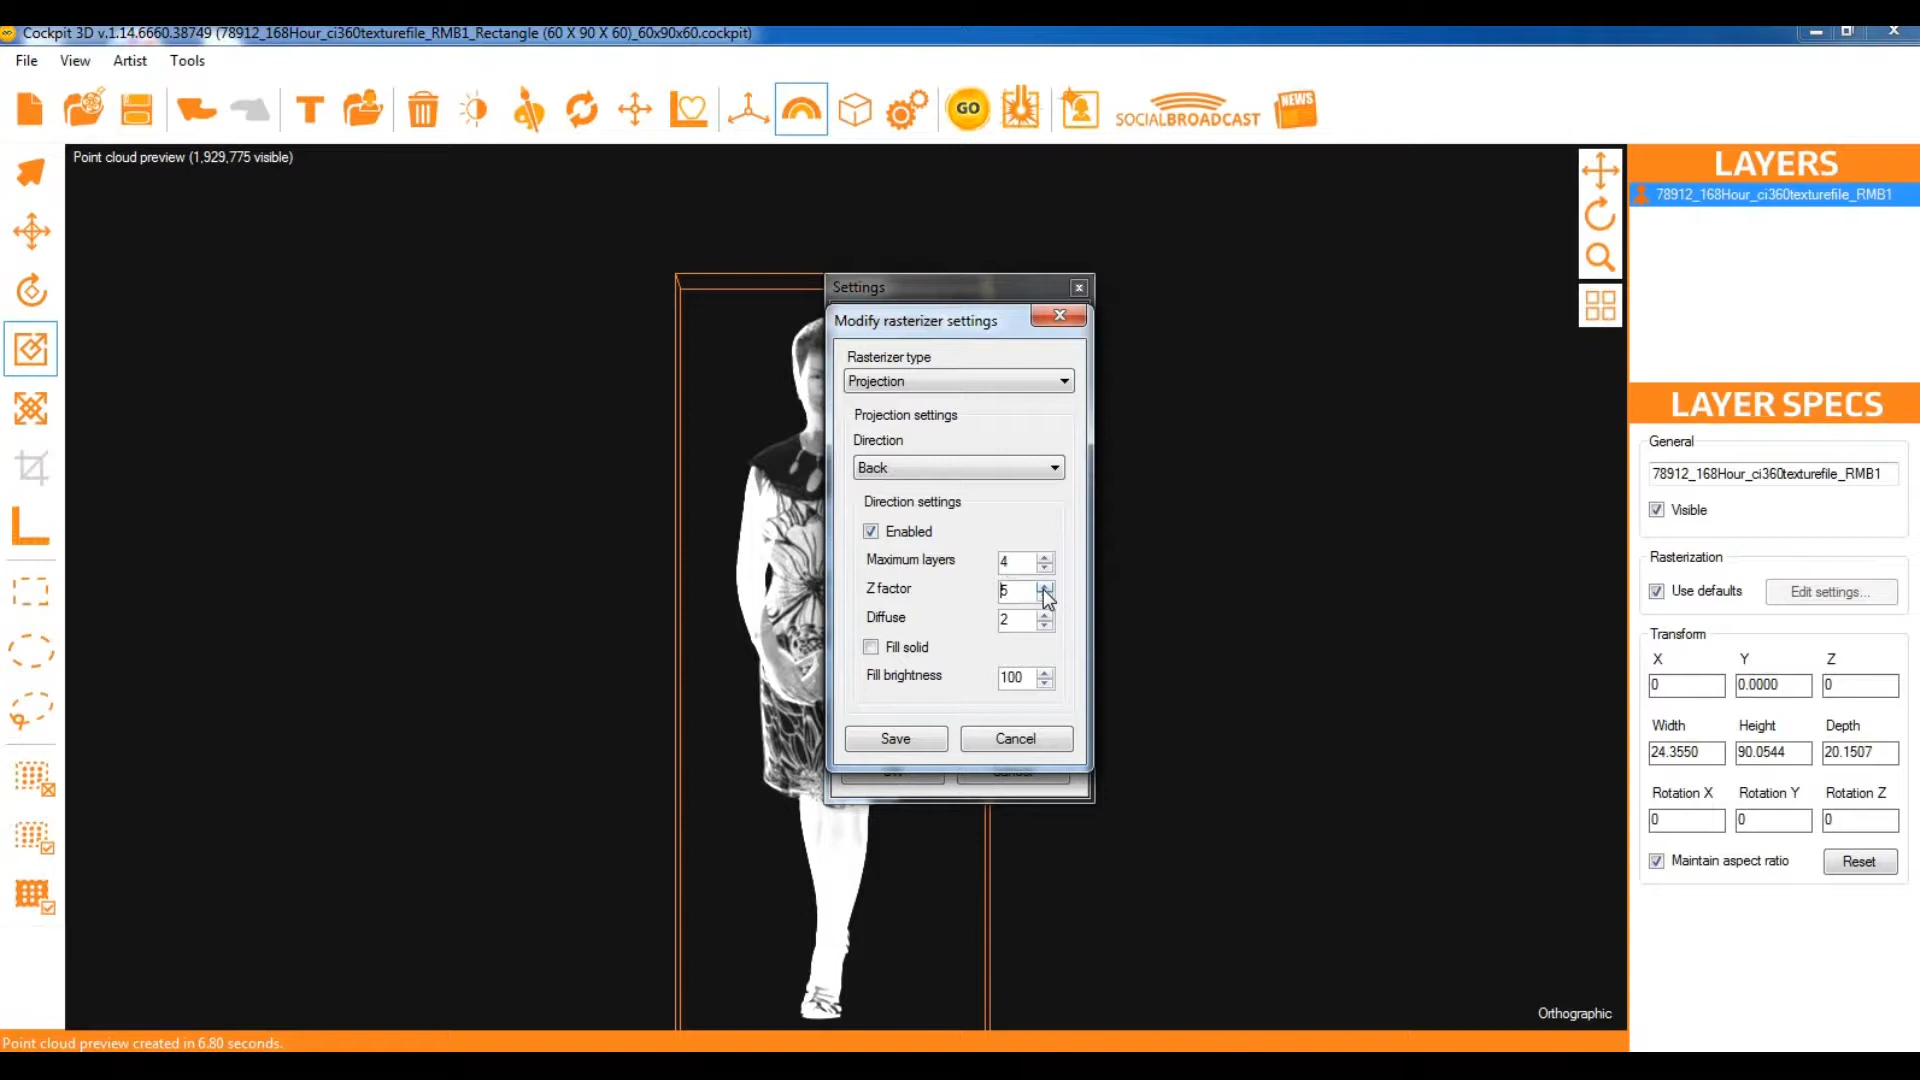 Cockpit 3D v.1.14.6660.38749 (78912_168Hour_ci360texturefile_RMB1_Rectangle (60 X 90 X 60)_60x90x60.cockpit)
File View Artist Tools
T GO SOCIALBROADCAST NEWS
Point cloud preview (1,929,775 visible)
LAYERS
78912_168Hour_ci360texturefile_RMB1
Settings
Modify rasterizer settings
Rasterizer type
Projection
Projection settings
Direction
Back
Direction settings
Enabled
Maximum layers 4
Z factor 5
Diffuse 2
Fill solid
Fill brightness 100
Save Cancel
LAYER SPECS
General
78912_168Hour_ci360texturefile_RMB1
Visible
Rasterization
Use defaults Edit settings...
Transform
X Y Z
0 0.0000 0
Width Height Depth
24.3550 90.0544 20.1507
Rotation X Rotation Y Rotation Z
0 0 0
Maintain aspect ratio Reset
Orthographic
Point cloud preview created in 6.80 seconds.